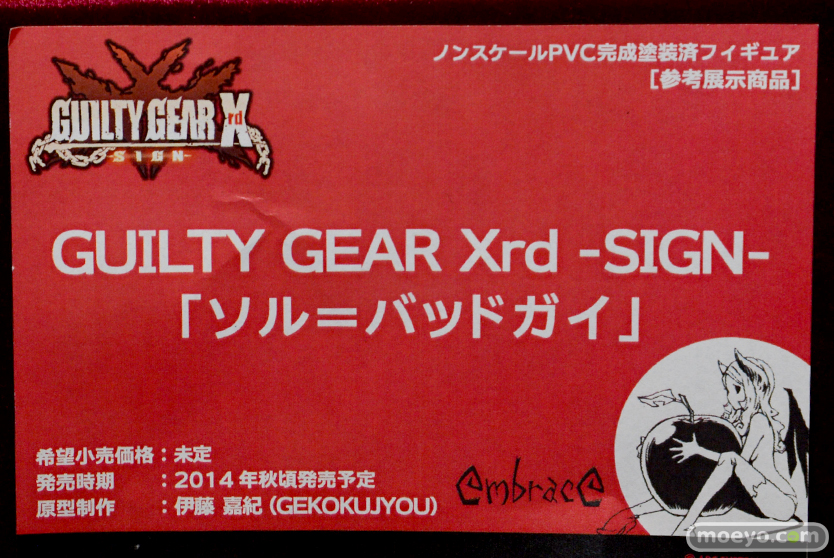 ノンスケールPVC完成塗装済フィギュア
[参考展示商品]
GUILTY GEAR Xrd
-SIGN-
GUILTY GEAR Xrd -SIGN-
「ソル＝バッドガイ」
希望小売価格：未定
発売時期　：2014年秋頃発売予定
原型制作　：伊藤 嘉紀（GEKOKUJYOU）
embrace
moeyo.com